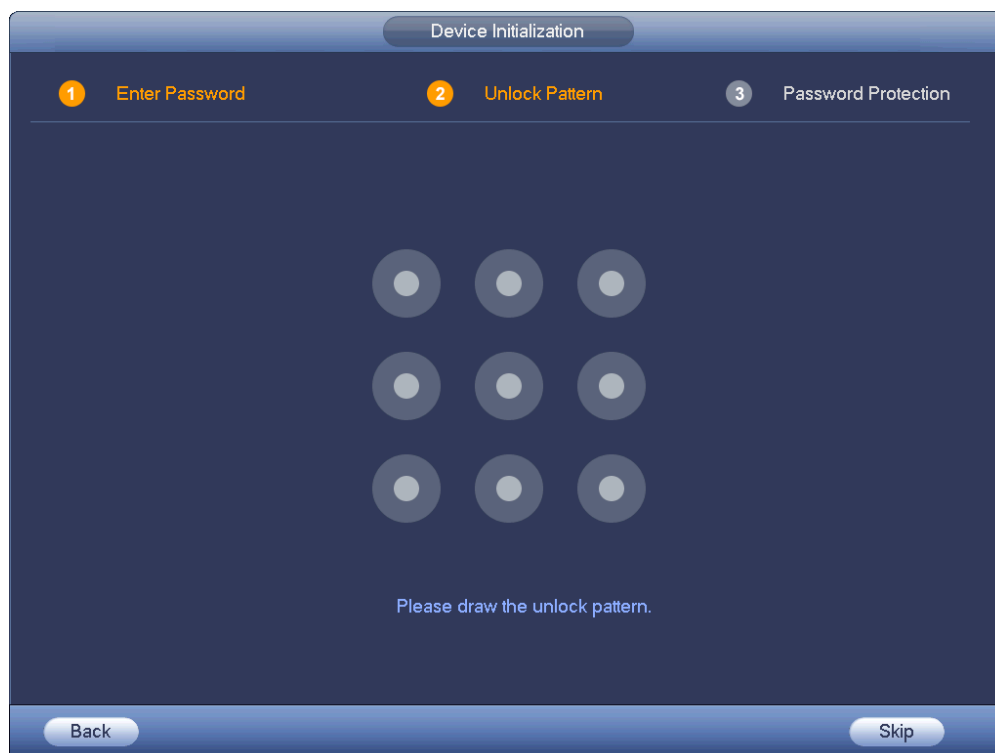 Device Initialization
1 Enter Password 2 Unlock Pattern 3 Password Protection
Please draw the unlock pattern.
Back Skip